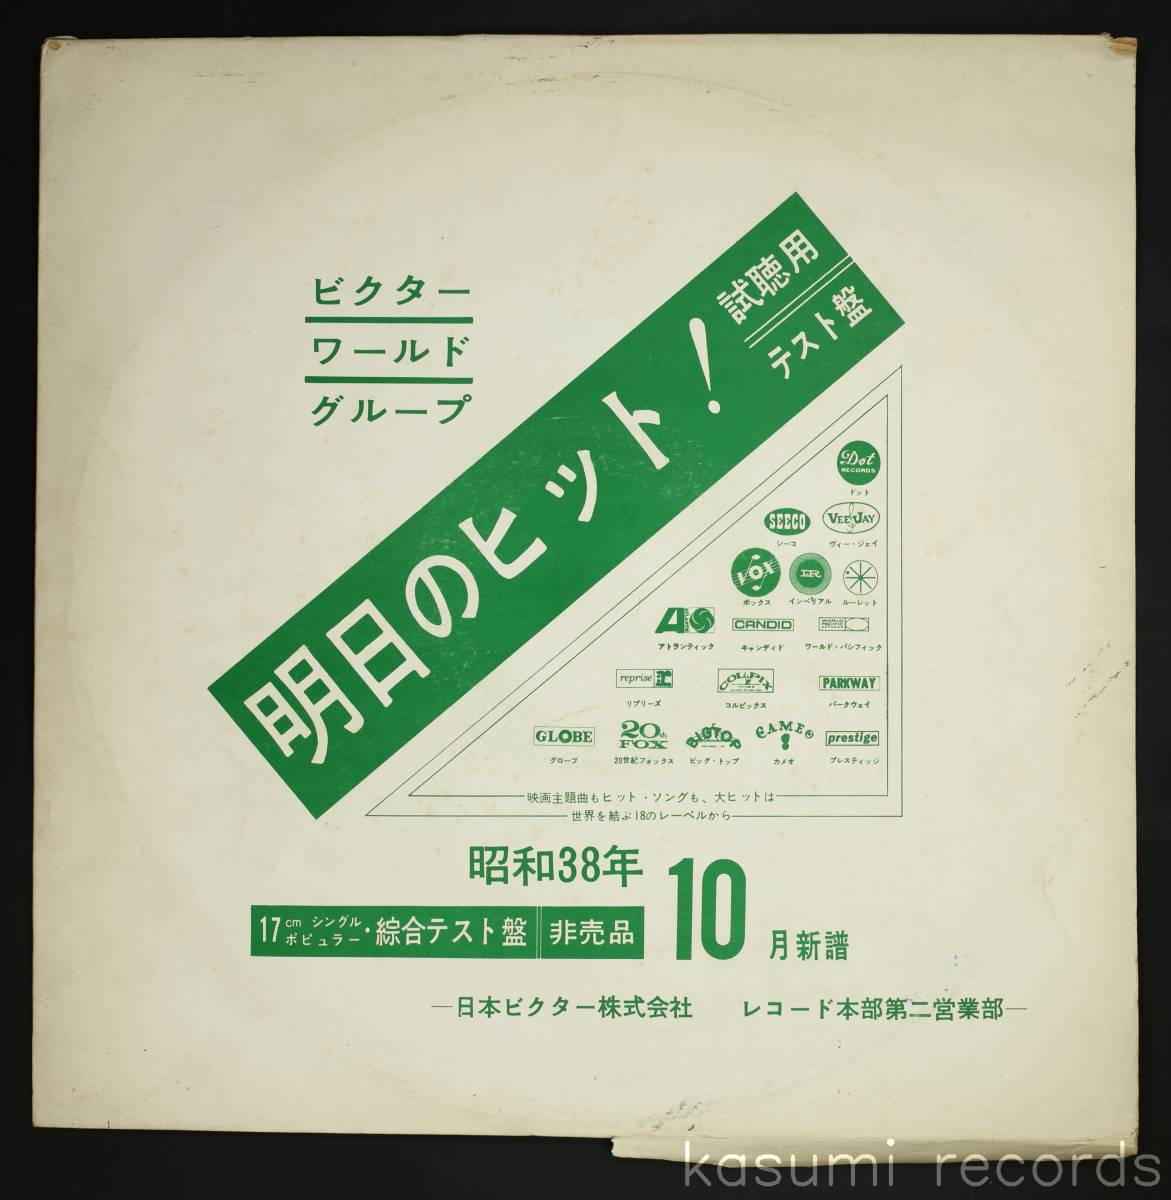 ビクター
ワールド
グループ
明日のヒット!
試聴用
テスト盤
Dot
RECORDS
ドット
SEECO
シーコ
VEE JAY
ヴィー・ジェイ
VOX
ボックス
IR
インペリアル
ルーレット
アトランティック
CANDID
キャンディド
WORLD
PACIFIC
ワールド・パシフィック
reprise
リプリーズ
COLPIX
コルピックス
PARKWAY
パークウェイ
GLOBE
グローブ
20th
FOX
20世紀フォックス
BIGTOP
ビッグ・トップ
CAMEO
カメオ
prestige
プレスティッジ
映画主題曲もヒット・ソングも、大ヒットは
世界を結ぶ18のレーベルから
昭和38年
10
月新譜
17cm シングル
ポピュラー・綜合テスト盤
非売品
—日本ビクター株式会社 レコード本部第二営業部—
kasumi records